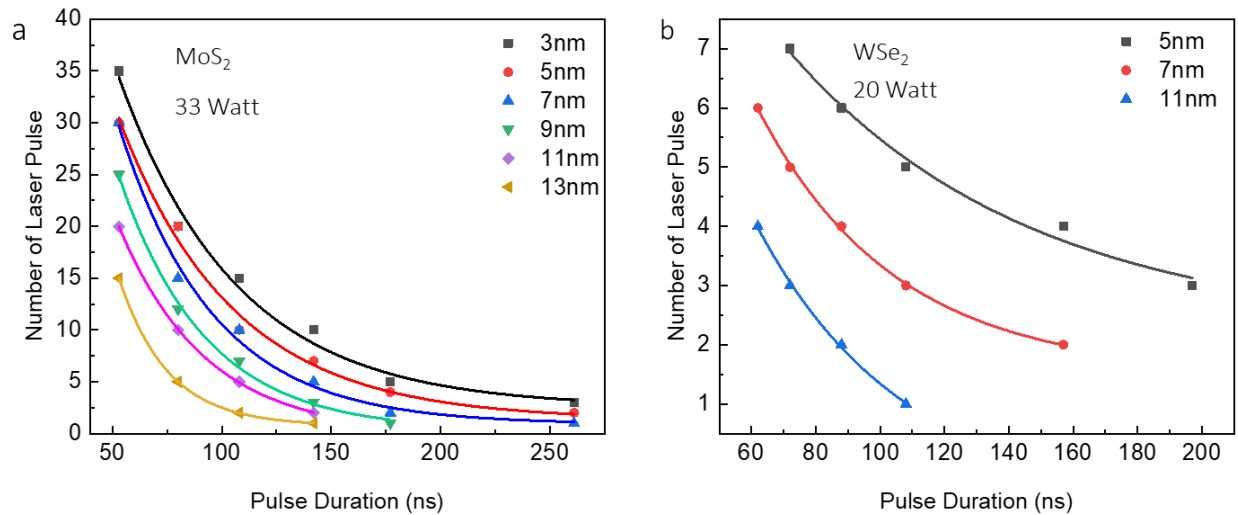 a
MoS2
33 Watt
3nm
5nm
7nm
9nm
11nm
13nm
40
35
30
25
20
15
10
5
0
Number of Laser Pulse
50
100
150
200
250
Pulse Duration (ns)
b
WSe2
20 Watt
5nm
7nm
11nm
7
6
5
4
3
2
1
Number of Laser Pulse
60
80
100
120
140
160
180
200
Pulse Duration (ns)